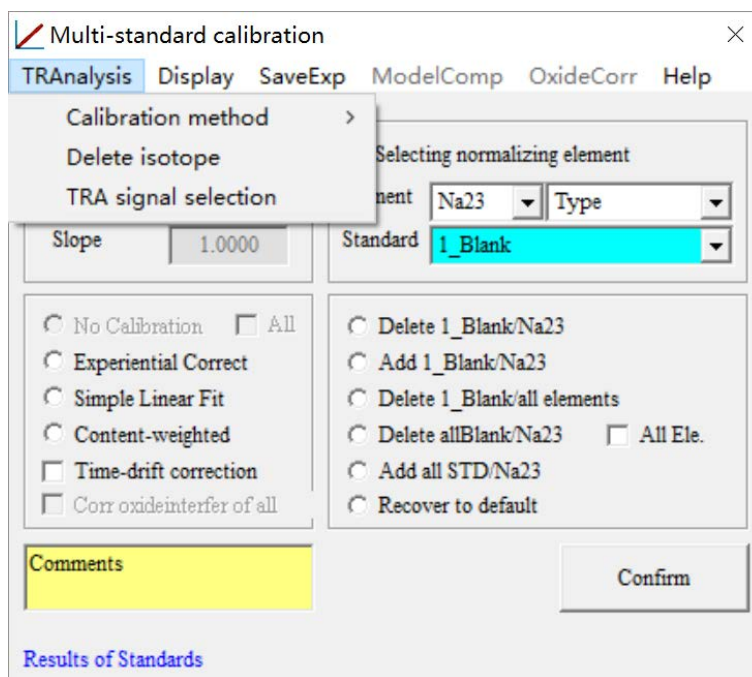 Multi-standard calibration
TRAnalysis Display SaveExp ModelComp OxideCorr Help
Calibration method
Delete isotope
TRA signal selection
Selecting normalizing element
ment Na23 Type
Slope 1.0000
Standard 1_Blank
No Calibration All
Experiential Correct
Simple Linear Fit
Content-weighted
Time-drift correction
Corr oxideinterfer of all
Delete 1_Blank/Na23
Add 1_Blank/Na23
Delete 1_Blank/all elements
Delete allBlank/Na23 All Ele.
Add all STD/Na23
Recover to default
Comments
Confirm
Results of Standards